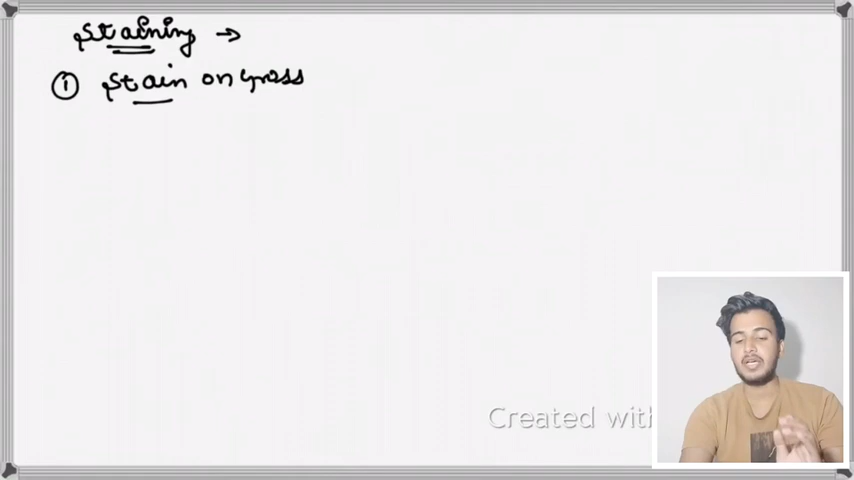 Staining →
① Stain on Grass
Created with